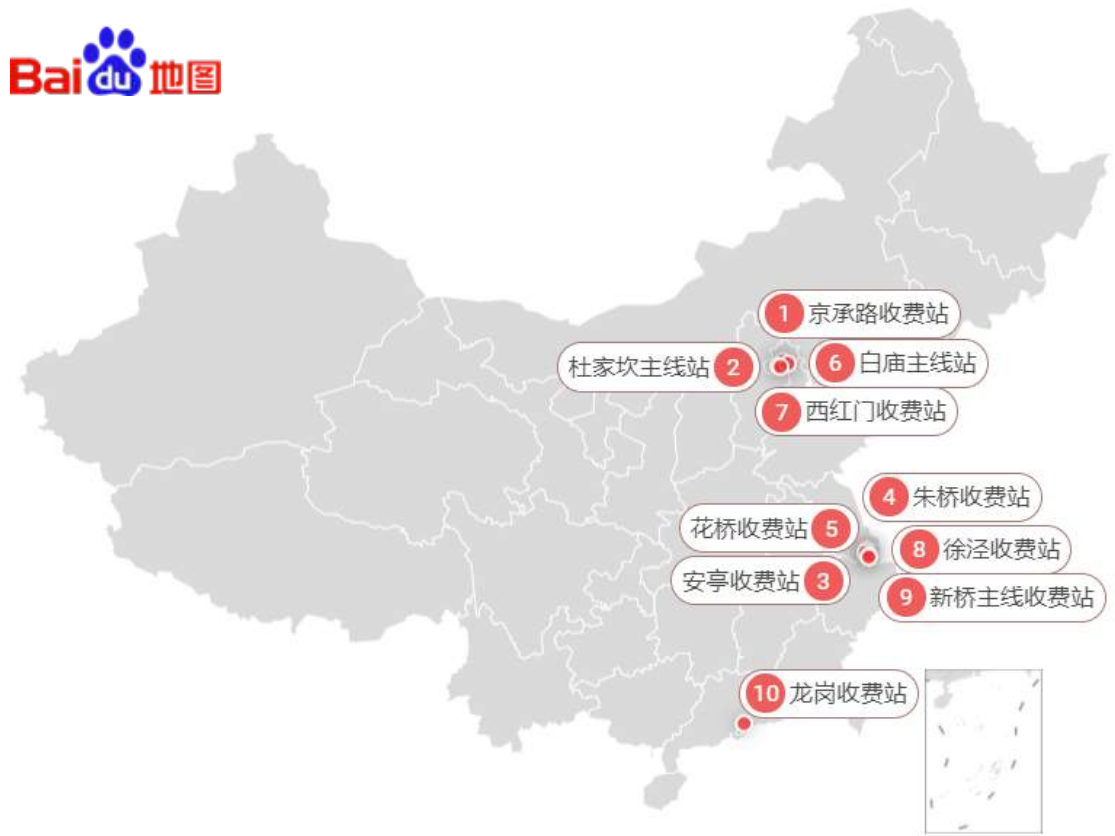 Baidu地图
1 京承路收费站
杜家坎主线站 2
6 白庙主线站
7 西红门收费站
4 朱桥收费站
花桥收费站 5
8 徐泾收费站
安亭收费站 3
9 新桥主线收费站
10 龙岗收费站